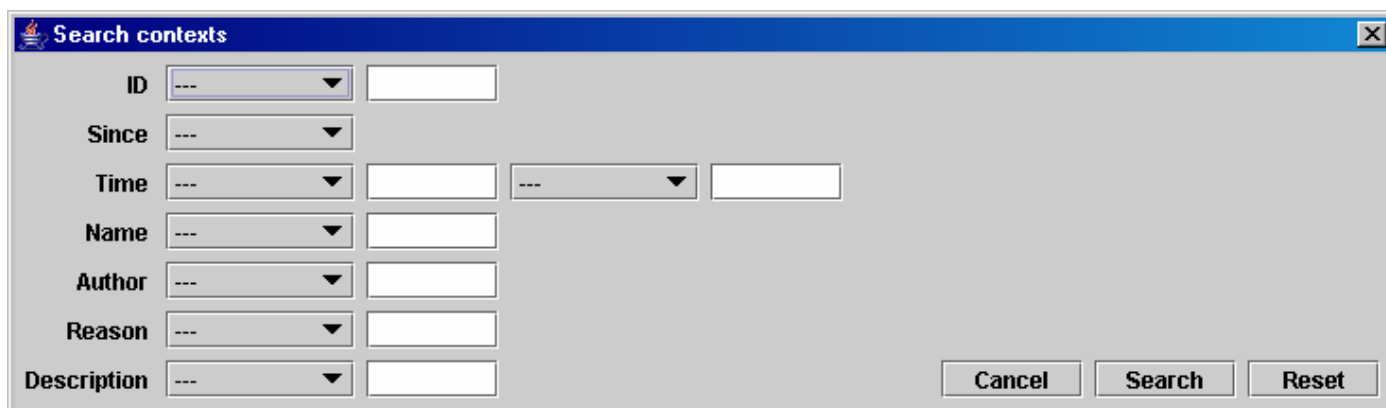 Search contexts
ID ---
Since ---
Time --- ---
Name ---
Author ---
Reason ---
Description --- Cancel Search Reset